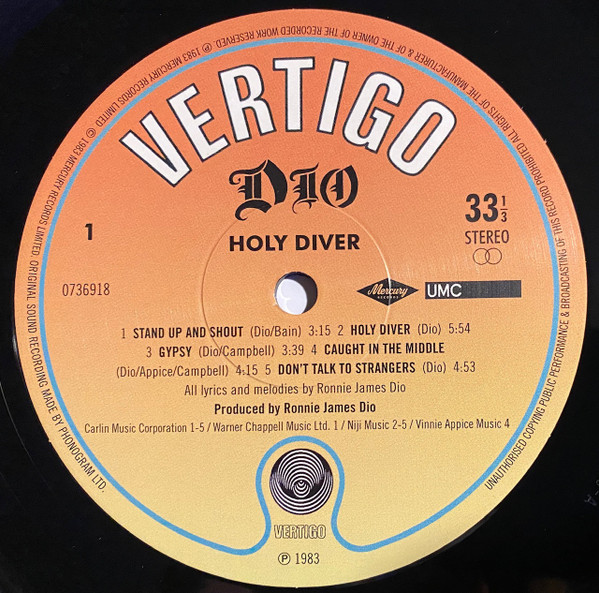 ℗ 1983 MERCURY RECORDS LIMITED. © 1983 MERCURY RECORDS LIMITED. ORIGINAL SOUND RECORDING MADE BY PHONOGRAM LTD.
ALL RIGHTS OF THE MANUFACTURER & OF THE OWNER OF THE RECORDED WORK RESERVED.
UNAUTHORISED COPYING PUBLIC PERFORMANCE & BROADCASTING OF THIS RECORD PROHIBITED
VERTIGO
DIO
HOLY DIVER
1
33 1/3
STEREO
0736918
Mercury RECORDS
UMC
1 STAND UP AND SHOUT (Dio/Bain) 3:15 2 HOLY DIVER (Dio) 5:54
3 GYPSY (Dio/Campbell) 3:39 4 CAUGHT IN THE MIDDLE
(Dio/Appice/Campbell) 4:15 5 DON'T TALK TO STRANGERS (Dio) 4:53
All lyrics and melodies by Ronnie James Dio
Produced by Ronnie James Dio
Carlin Music Corporation 1-5 / Warner Chappell Music Ltd. 1 / Niji Music 2-5 / Vinnie Appice Music 4
VERTIGO
℗ 1983